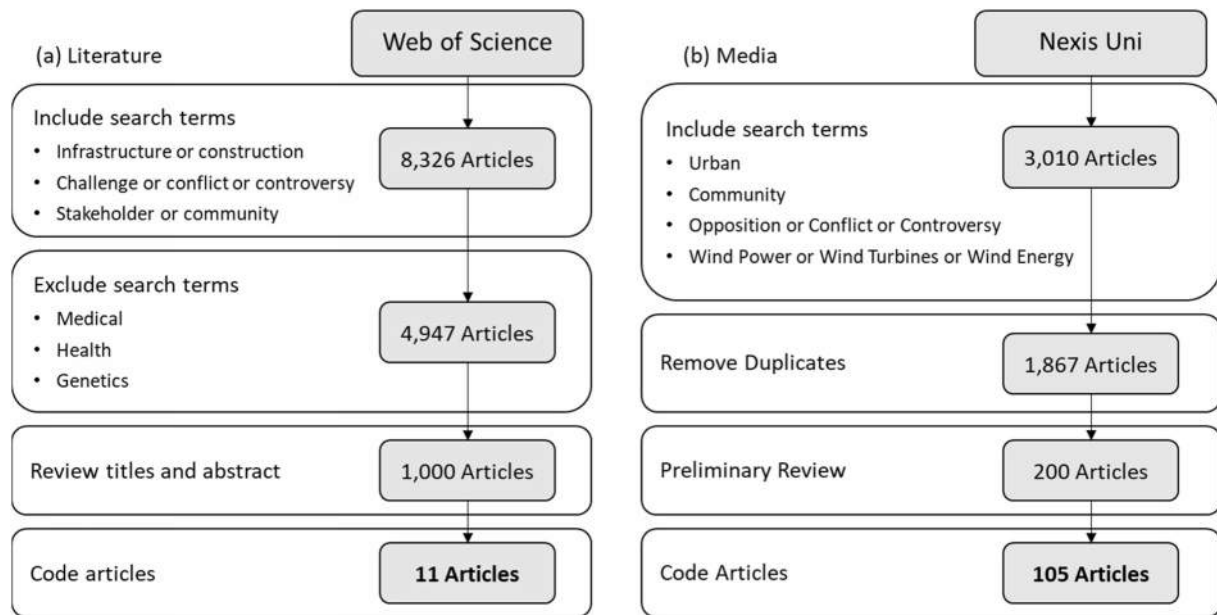 (a) Literature
Web of Science
Include search terms
• Infrastructure or construction
• Challenge or conflict or controversy
• Stakeholder or community
8,326 Articles
Exclude search terms
• Medical
• Health
• Genetics
4,947 Articles
Review titles and abstract
1,000 Articles
Code articles
11 Articles
(b) Media
Nexis Uni
Include search terms
• Urban
• Community
• Opposition or Conflict or Controversy
• Wind Power or Wind Turbines or Wind Energy
3,010 Articles
Remove Duplicates
1,867 Articles
Preliminary Review
200 Articles
Code Articles
105 Articles